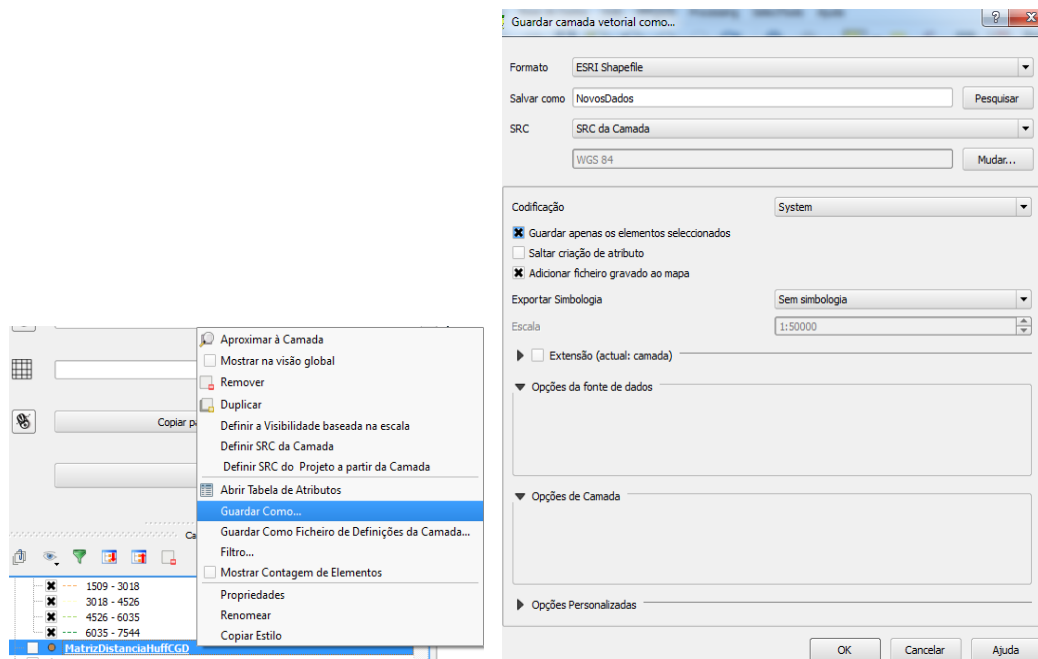 Aproximar à Camada
Mostrar na visão global
Remover
Duplicar
Definir a Visibilidade baseada na escala
Definir SRC da Camada
Definir SRC do Projeto a partir da Camada
Abrir Tabela de Atributos
Guardar Como...
Guardar Como Ficheiro de Definições da Camada...
Filtro...
Mostrar Contagem de Elementos
Propriedades
Renomear
Copiar Estilo
Copiar
1509 - 3018
3018 - 4526
4526 - 6035
6035 - 7544
MatrizDistanciaHuffCGD
Guardar camada vetorial como...
Formato ESRI Shapefile
Salvar como NovosDados Pesquisar
SRC SRC da Camada
WGS 84 Mudar...
Codificação System
Guardar apenas os elementos seleccionados
Saltar criação de atributo
Adicionar ficheiro gravado ao mapa
Exportar Simbologia Sem simbologia
Escala 1:50000
Extensão (actual: camada)
Opções da fonte de dados
Opções de Camada
Opções Personalizadas
OK Cancelar Ajuda